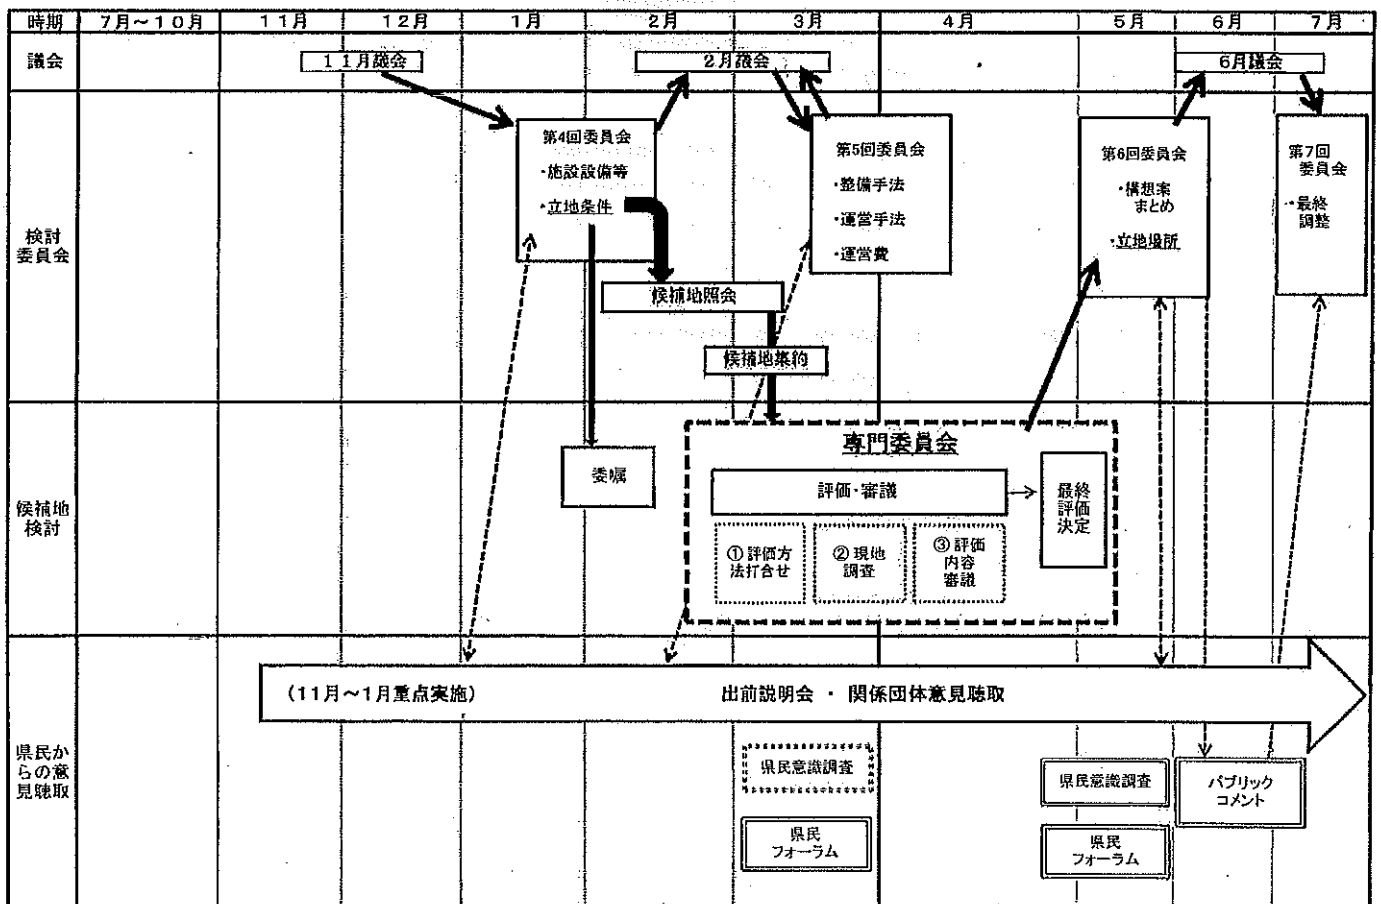 時期
7月～10月
11月
12月
1月
2月
3月
4月
5月
6月
7月
議会
11月議会
2月議会
6月議会
検討
委員会
第4回委員会
・施設設備等
・立地条件
第5回委員会
・整備手法
・運営手法
・運営費
第6回委員会
・構想案
まとめ
・立地場所
第7回
委員会
・最終
調整
候補地照会
候補地集約
候補地
検討
委嘱
専門委員会
評価・審議
最終
評価
決定
①評価方
法打合せ
②現地
調査
③評価
内容
審議
県民か
らの意
見聴取
(11月～1月重点実施)
出前説明会 ・ 関係団体意見聴取
県民意識調査
県民
フォーラム
県民意識調査
県民
フォーラム
パブリック
コメント